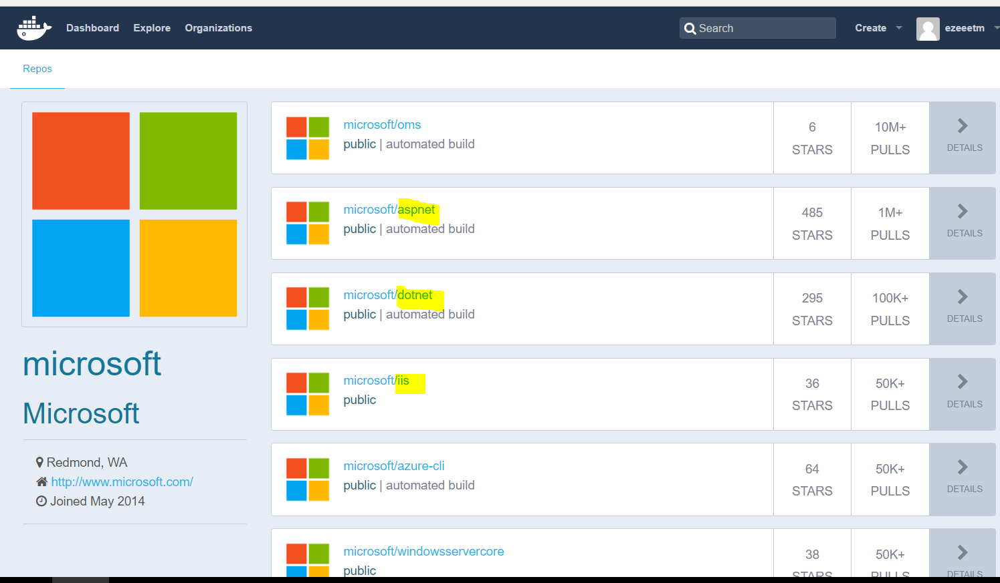 Dashboard Explore Organizations Search Create ezeeetm
Repos
microsoft/oms
public | automated build
6
STARS
10M+
PULLS
DETAILS
microsoft/aspnet
public | automated build
485
STARS
1M+
PULLS
DETAILS
microsoft/dotnet
public | automated build
295
STARS
100K+
PULLS
DETAILS
microsoft/iis
public
36
STARS
50K+
PULLS
DETAILS
microsoft/azure-cli
public | automated build
64
STARS
50K+
PULLS
DETAILS
microsoft/windowsservercore
public
38
STARS
50K+
PULLS
DETAILS
microsoft
Microsoft
Redmond, WA
http://www.microsoft.com/
Joined May 2014